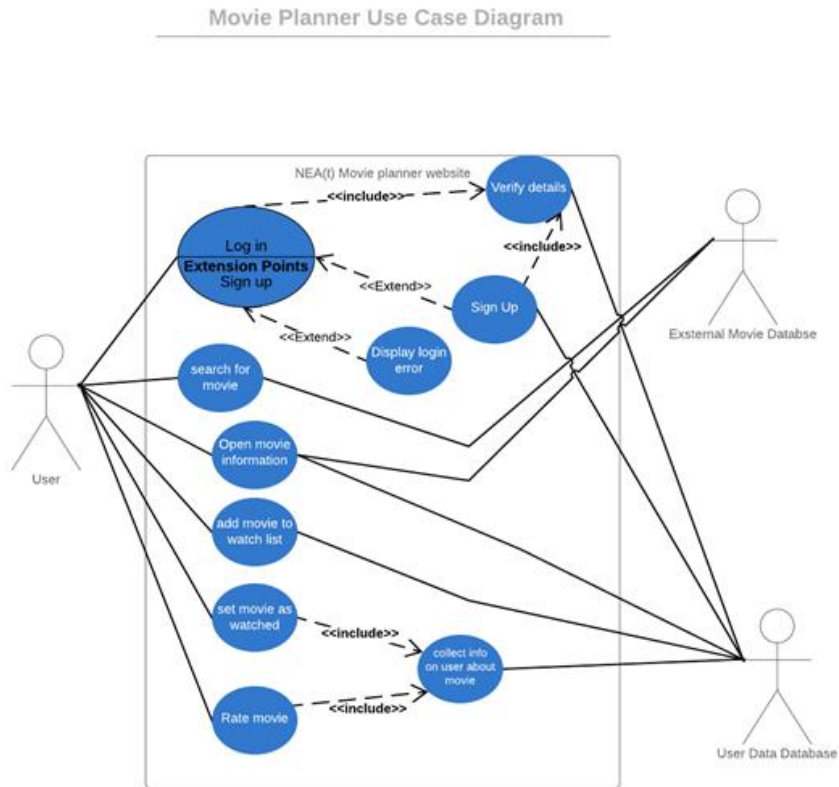 Movie Planner Use Case Diagram
NEA(t) Movie planner website
Verify details
<<include>>
Log in
Extension Points
Sign up
<<include>>
<<Extend>>
Sign Up
<<Extend>>
Display login
error
Exsternal Movie Databse
search for
movie
User
Open movie
information
add movie to
watch list
set movie as
watched
<<include>>
collect info
on user about
movie
<<include>>
Rate movie
User Data Database